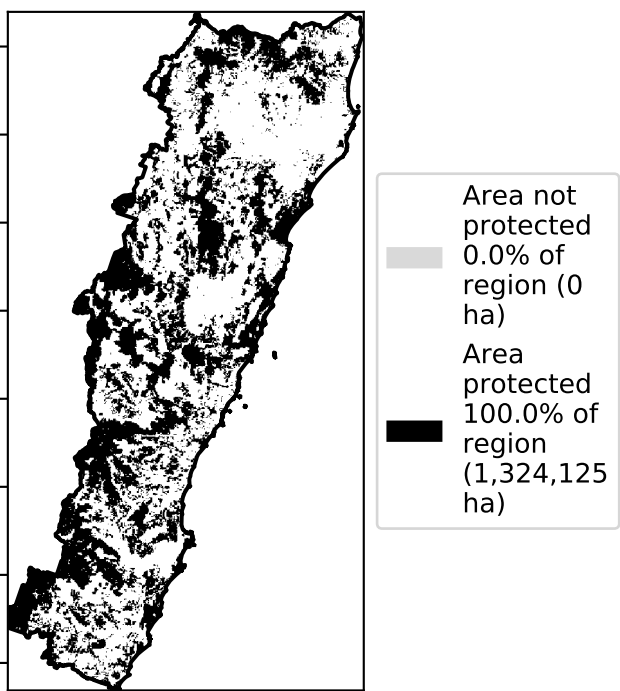 Area not
protected
0.0% of
region (0
ha)
Area
protected
100.0% of
region
(1,324,125
ha)